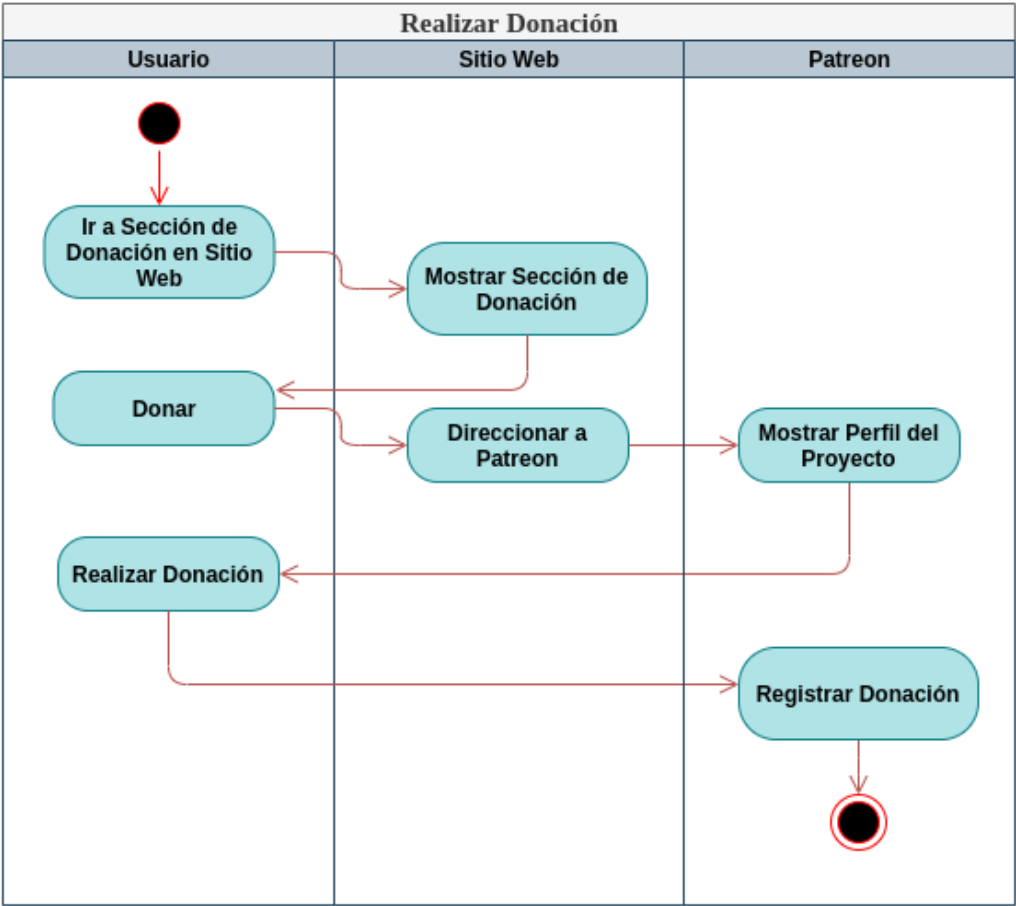 Realizar Donación
Usuario
Sitio Web
Patreon
Ir a Sección de
Donación en Sitio
Web
Mostrar Sección de
Donación
Donar
Direccionar a
Patreon
Mostrar Perfil del
Proyecto
Realizar Donación
Registrar Donación